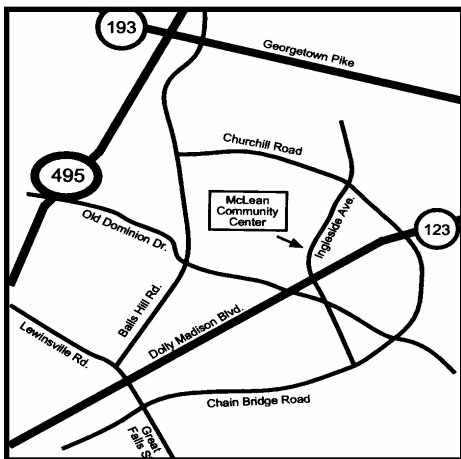 193
Georgetown Pike
Churchill Road
495
McLean
Community
Center
Ingleside Ave.
123
Old Dominion Dr.
Balls Hill Rd.
Dolly Madison Blvd.
Lewinsville Rd.
Chain Bridge Road
Great
Falls S